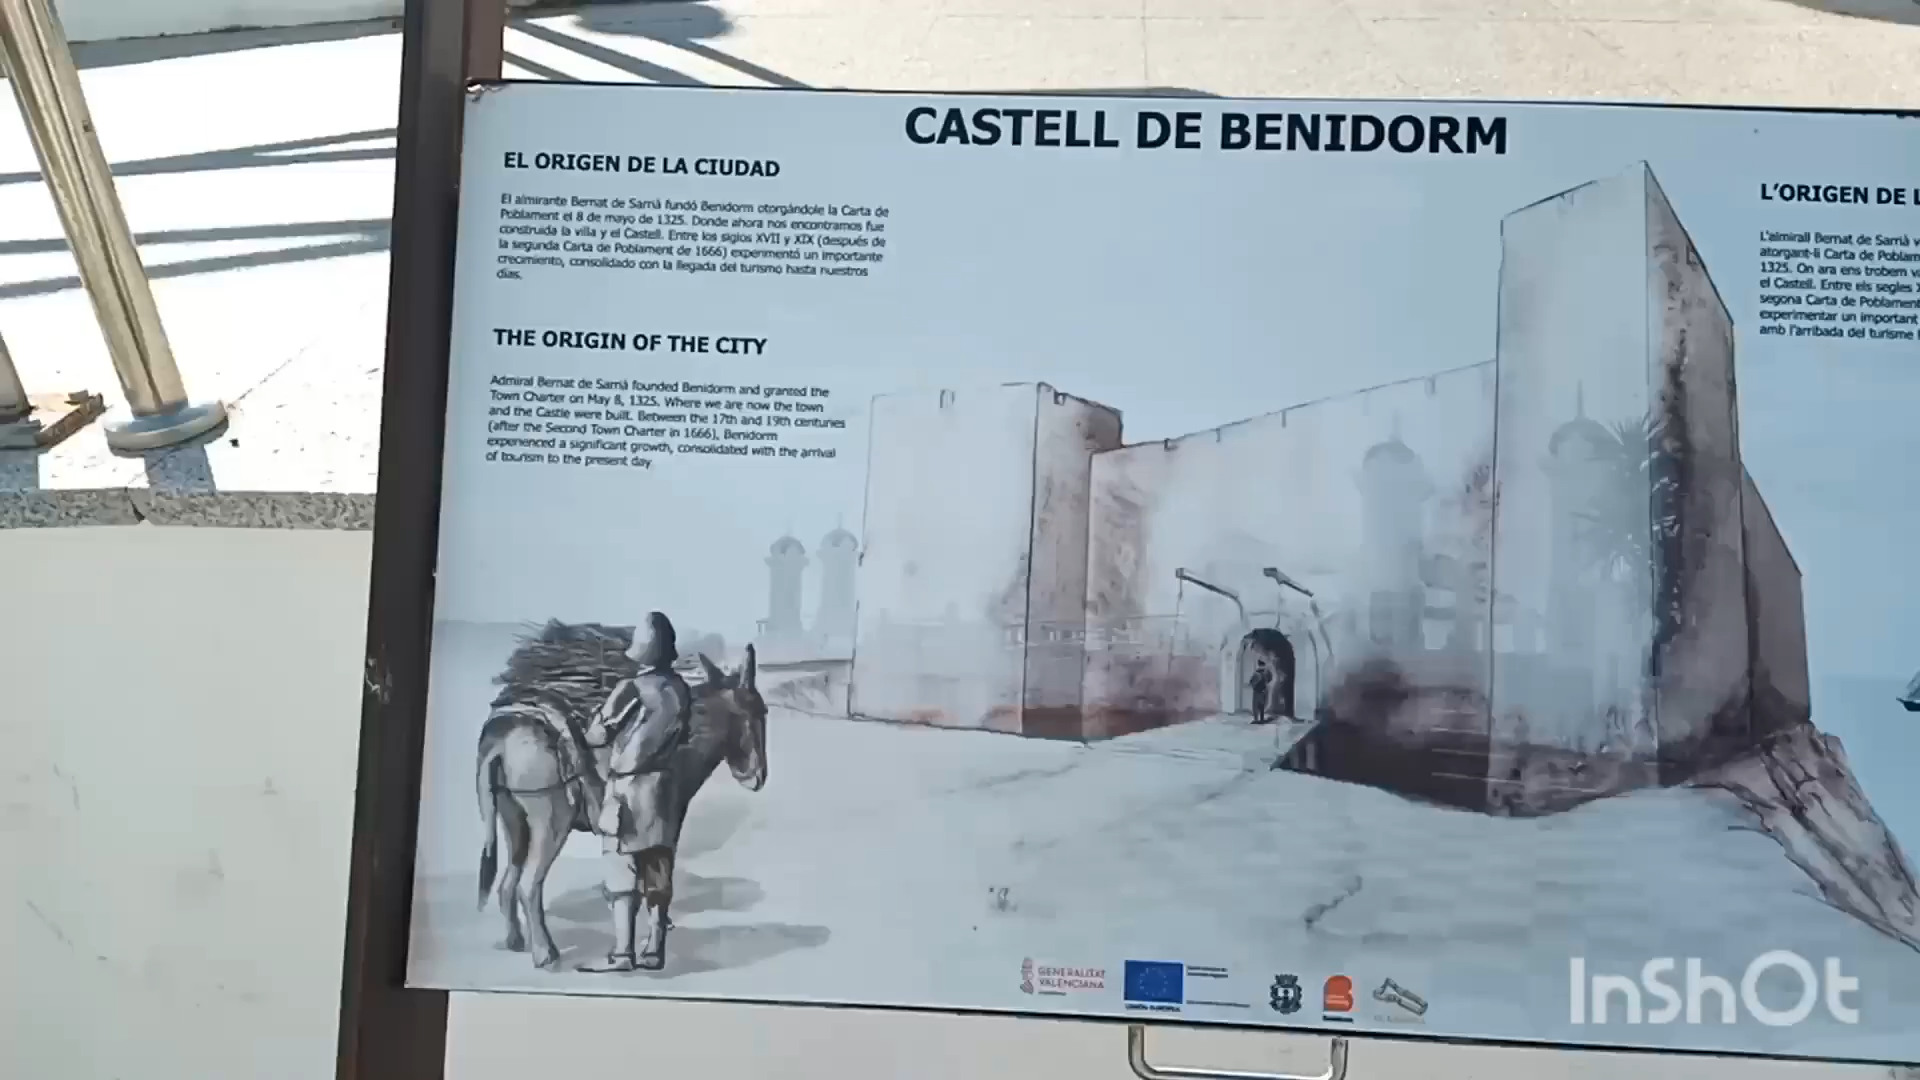 CASTELL DE BENIDORM
EL ORIGEN DE LA CIUDAD
El almirante Bernat de Sarrià fundó Benidorm otorgándole la Carta de
Poblament el 8 de mayo de 1325. Donde ahora nos encontramos fue
construida la villa y el Castell. Entre los siglos XVII y XIX (después de
la segunda Carta de Poblament de 1666) experimentó un importante
crecimiento, consolidado con la llegada del turismo hasta nuestros
días.
THE ORIGIN OF THE CITY
Admiral Bernat de Sarrià founded Benidorm and granted the
Town Charter on May 8, 1325. Where we are now the town
and the Castle were built. Between the 17th and 19th centuries
(after the Second Town Charter in 1666), Benidorm
experienced a significant growth, consolidated with the arrival
of tourism to the present day
L'ORIGEN DE L
L'almirall Bernat de Sarrià v
atorgant-li Carta de Poblam
1325. On ara ens trobem v
el Castell. Entre els segles
segona Carta de Poblament
experimentar un important
amb l'arribada del turisme
GENERALITAT
VALENCIANA
UNIÓN EUROPEA
InShOt